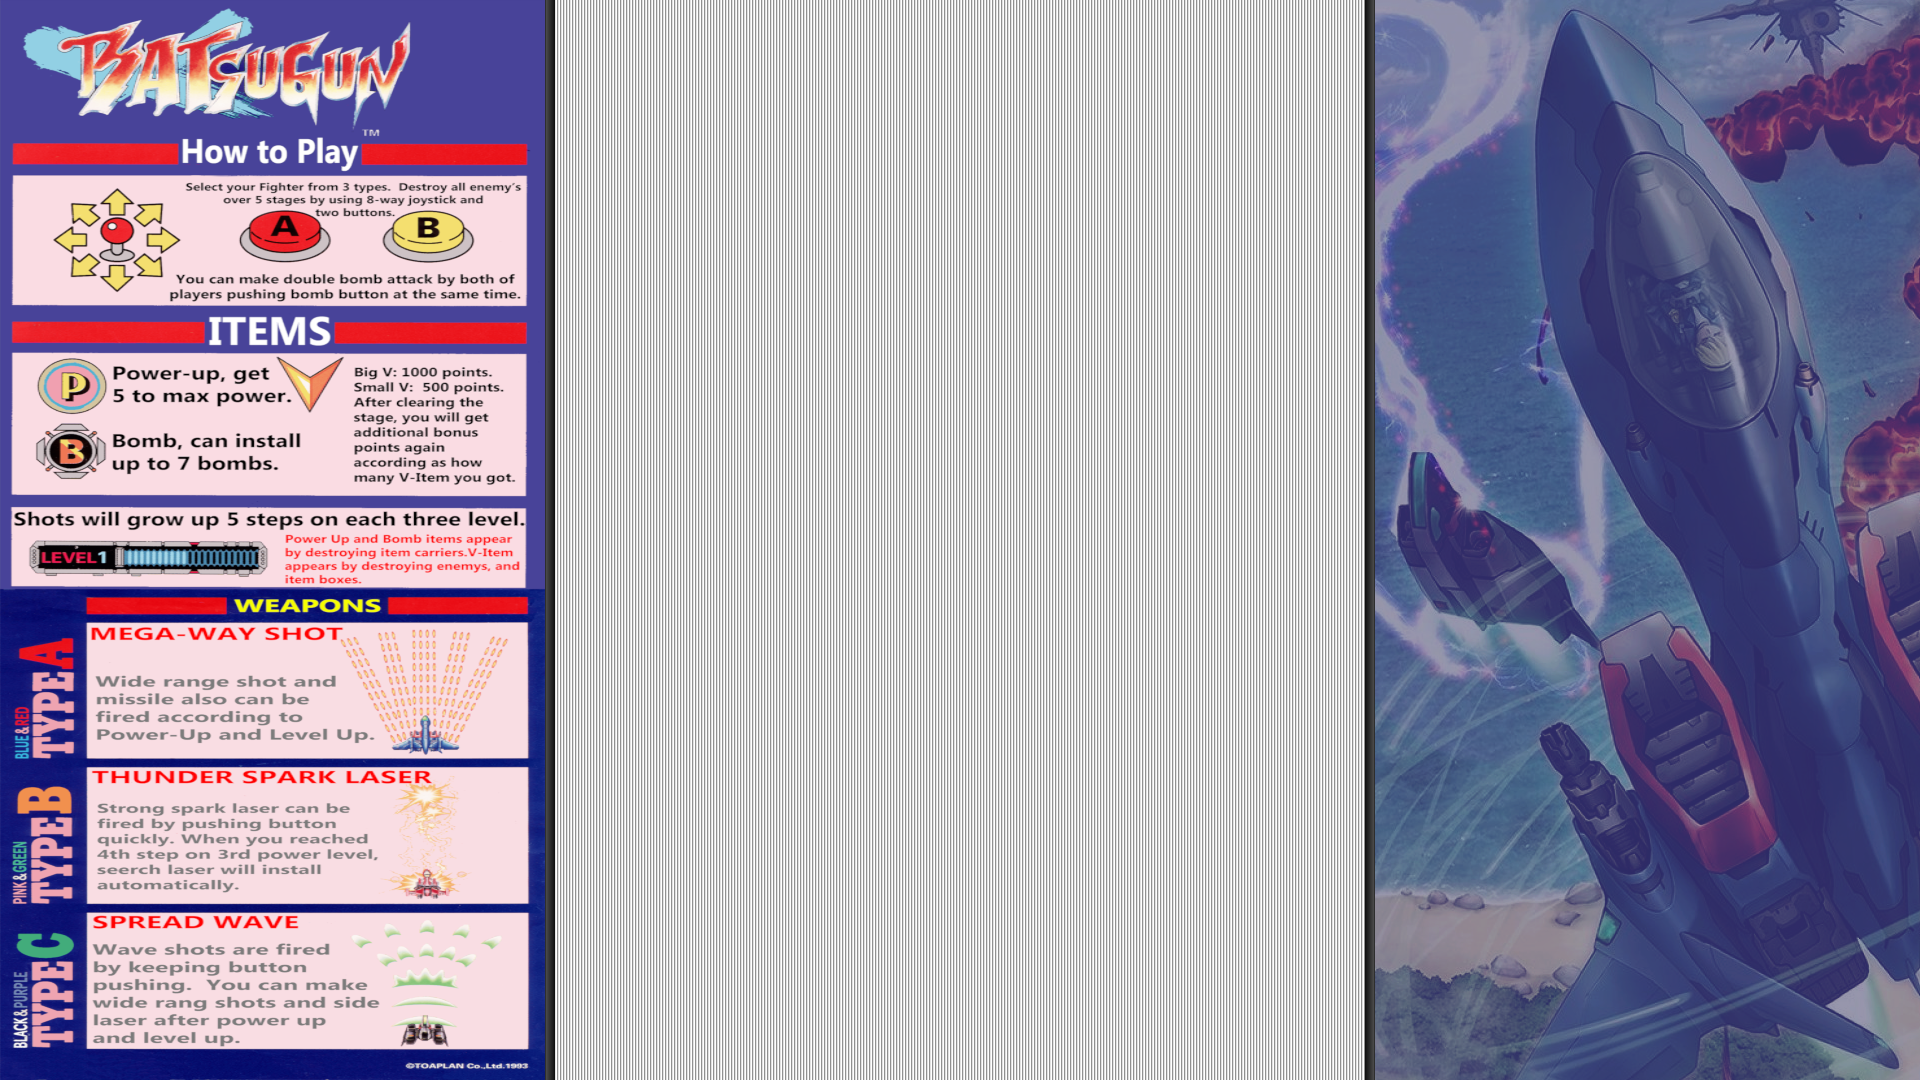 BATSUGUN
TM
How to Play
Select your Fighter from 3 types. Destroy all enemy's
over 5 stages by using 8-way joystick and
two buttons.
A
B
You can make double bomb attack by both of
players pushing bomb button at the same time.
ITEMS
P
Power-up, get
5 to max power.
B
Bomb, can install
up to 7 bombs.
Big V: 1000 points.
Small V: 500 points.
After clearing the
stage, you will get
additional bonus
points again
according as how
many V-Item you got.
Shots will grow up 5 steps on each three level.
LEVEL1
Power Up and Bomb items appear
by destroying item carriers.V-Item
appears by destroying enemys, and
item boxes.
WEAPONS
BLUE&RED
TYPE A
MEGA-WAY SHOT
Wide range shot and
missile also can be
fired according to
Power-Up and Level Up.
PINK&GREEN
TYPE B
THUNDER SPARK LASER
Strong spark laser can be
fired by pushing button
quickly. When you reached
4th step on 3rd power level,
seerch laser will install
automatically.
BLACK&PURPLE
TYPE C
SPREAD WAVE
Wave shots are fired
by keeping button
pushing. You can make
wide rang shots and side
laser after power up
and level up.
©TOAPLAN Co.,Ltd.1993